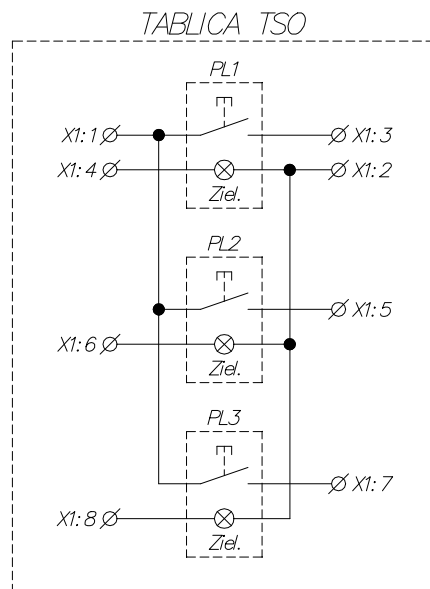 TABLICA TSO
PL1
X1:1 X1:3
X1:4 X1:2
Ziel.
PL2
X1:5
X1:6
Ziel.
PL3
X1:7
X1:8
Ziel.